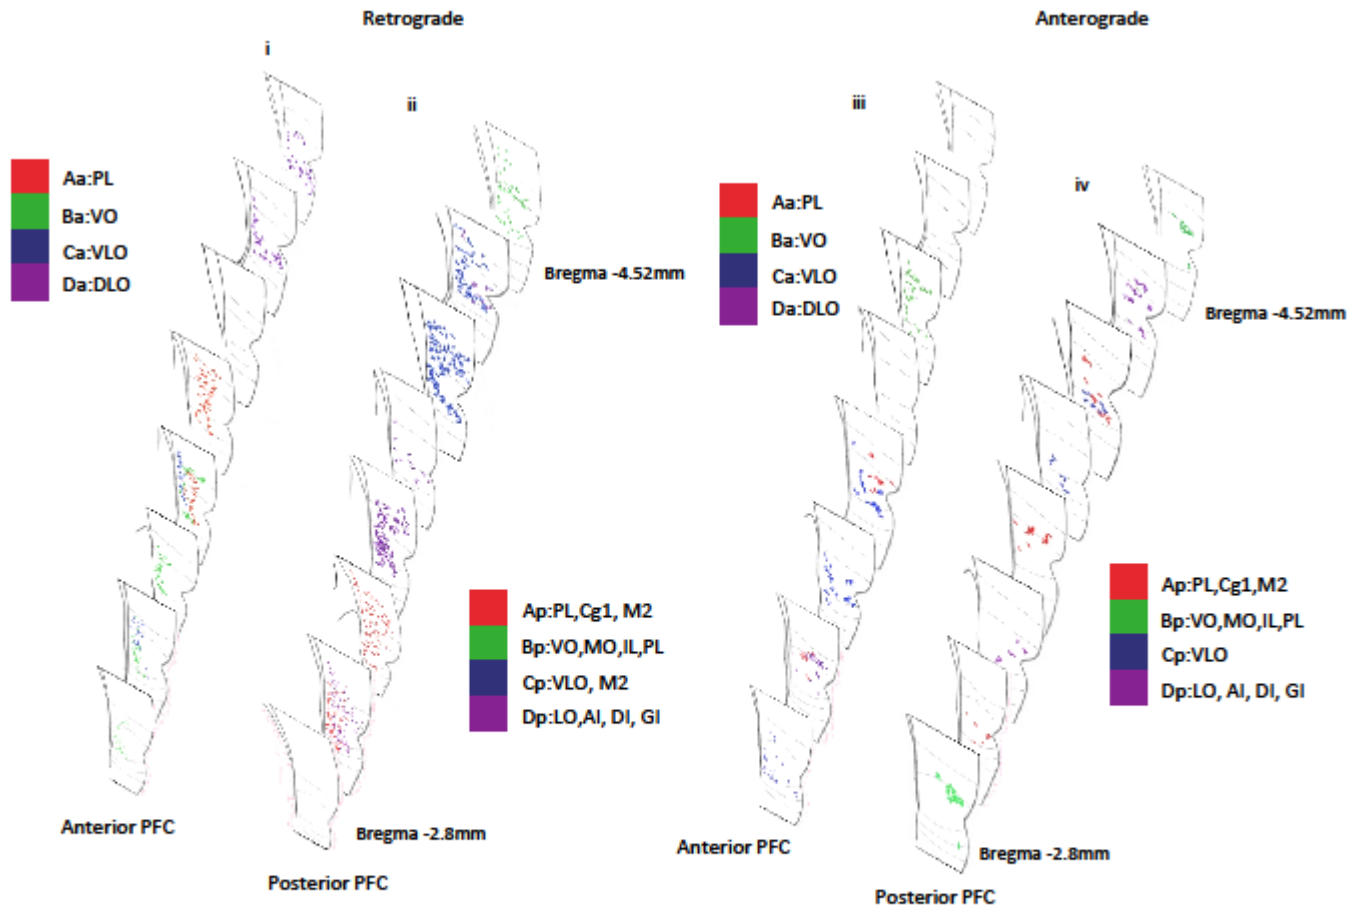 Retrograde
Anterograde
i
ii
iii
iv
Aa:PL
Ba:VO
Ca:VLO
Da:DLO
Bregma -4.52mm
Aa:PL
Ba:VO
Ca:VLO
Da:DLO
Bregma -4.52mm
Ap:PL,Cg1, M2
Bp:VO,MO,IL,PL
Cp:VLO, M2
Dp:LO,AI, DI, GI
Ap:PL,Cg1,M2
Bp:VO,MO,IL,PL
Cp:VLO
Dp:LO, AI, DI, GI
Anterior PFC
Bregma -2.8mm
Posterior PFC
Anterior PFC
Bregma -2.8mm
Posterior PFC